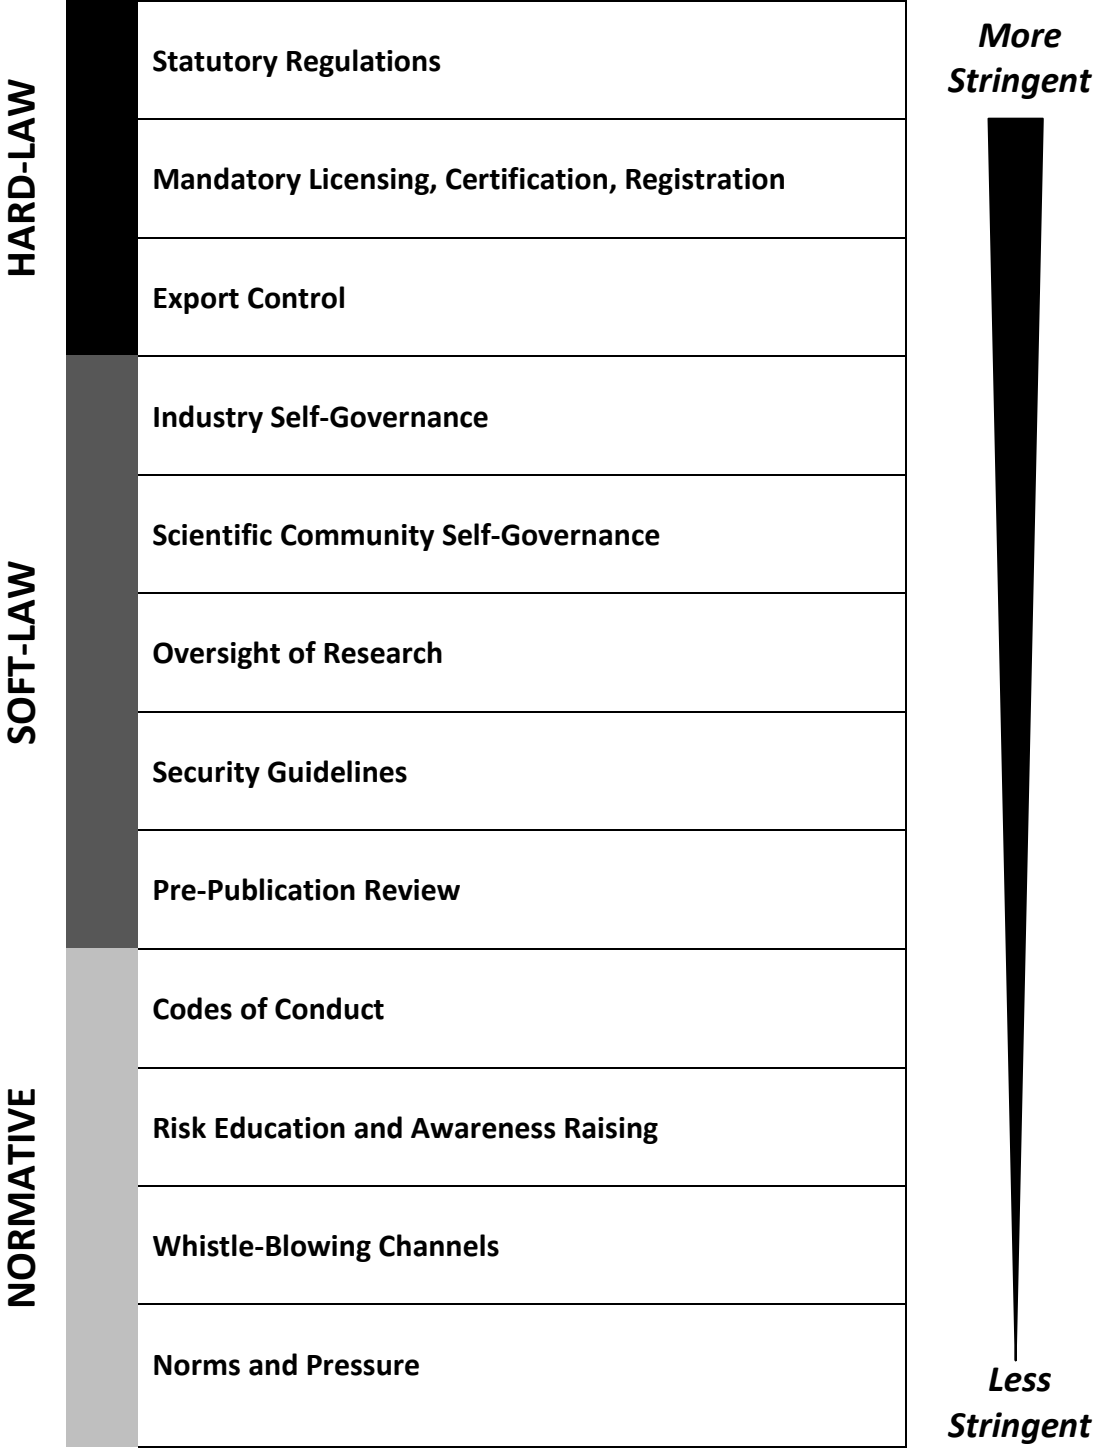 HARD-LAW
Statutory Regulations
Mandatory Licensing, Certification, Registration
Export Control
SOFT-LAW
Industry Self-Governance
Scientific Community Self-Governance
Oversight of Research
Security Guidelines
Pre-Publication Review
NORMATIVE
Codes of Conduct
Risk Education and Awareness Raising
Whistle-Blowing Channels
Norms and Pressure
More
Stringent
Less
Stringent